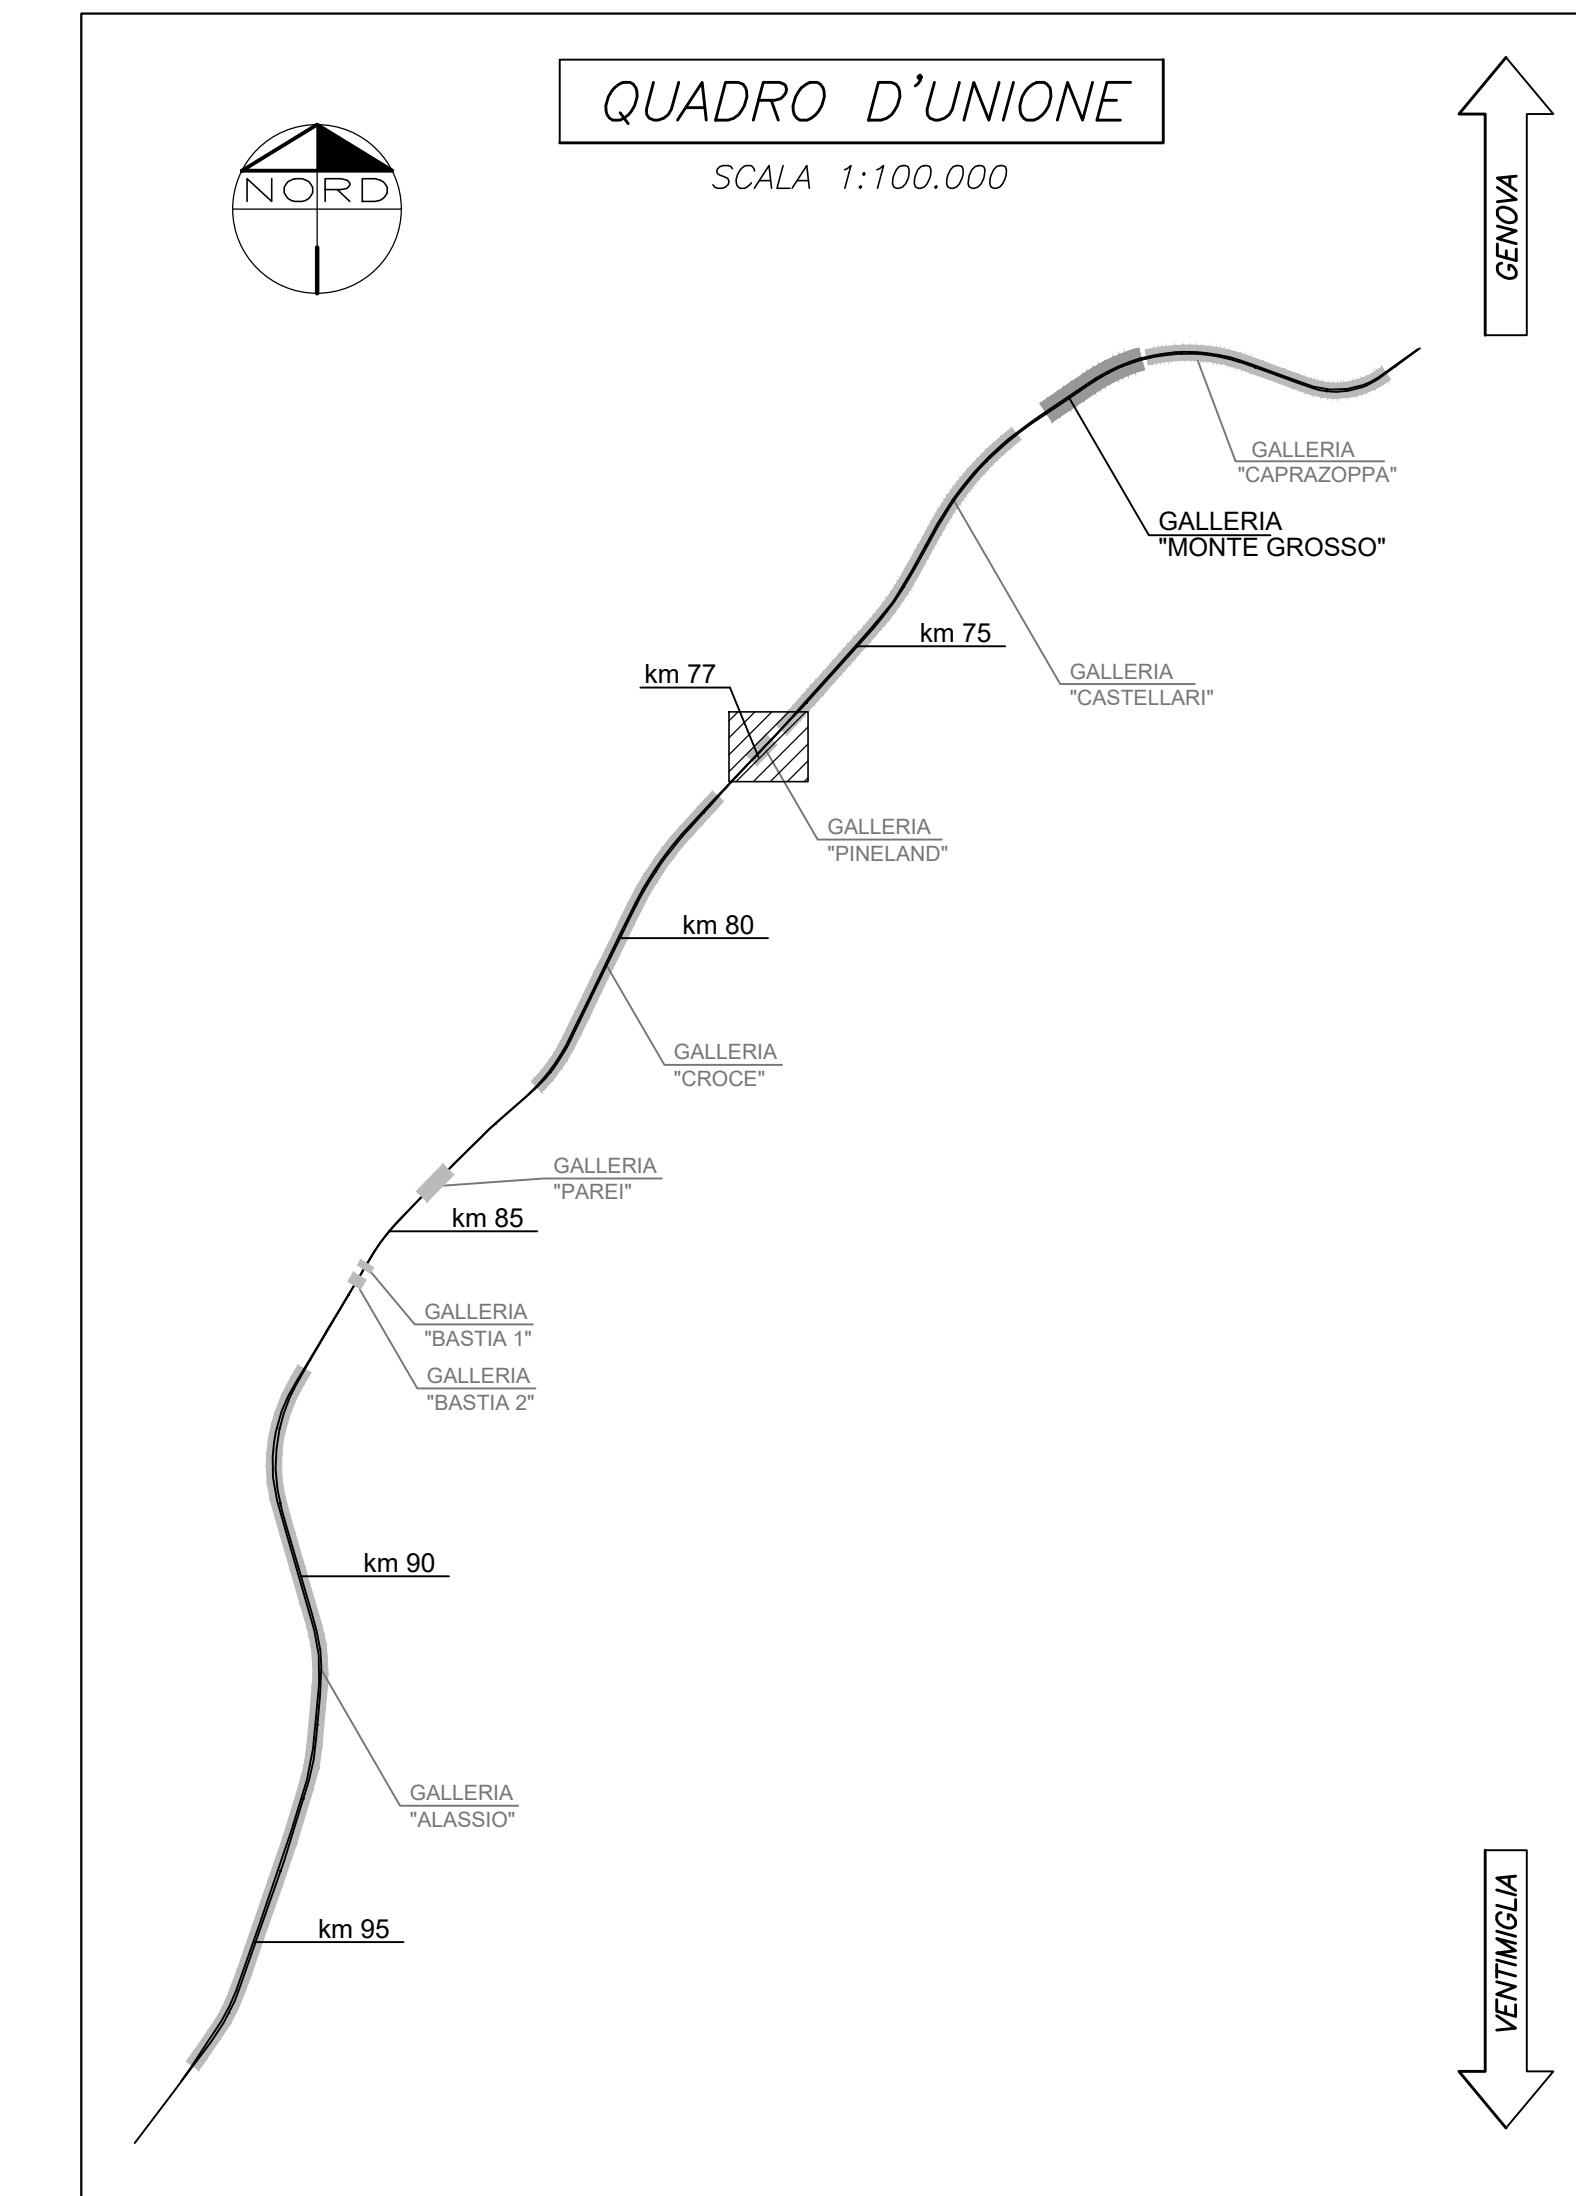 QUADRO D'UNIONE
SCALA 1:100.000
NORD
GENOVA
GALLERIA
"CAPRAZOPPA"
GALLERIA
"MONTE GROSSO"
km 75
km 77
GALLERIA
"CASTELLARI"
GALLERIA
"PINELAND"
km 80
GALLERIA
"CROCE"
GALLERIA
"PAREI"
km 85
GALLERIA
"BASTIA 1"
GALLERIA
"BASTIA 2"
km 90
GALLERIA
"ALASSIO"
km 95
VENTIMIGLIA